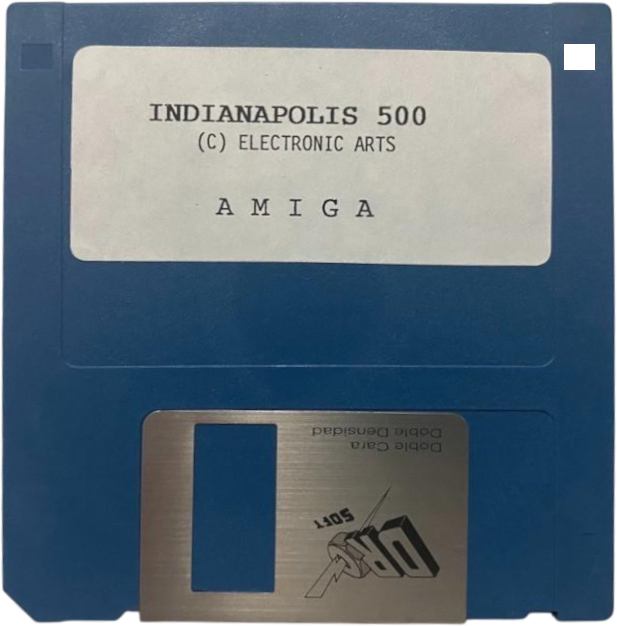 INDIANAPOLIS 500
(C) ELECTRONIC ARTS
A M I G A
Doble Cara
Doble Densidad
DRO
SOFT